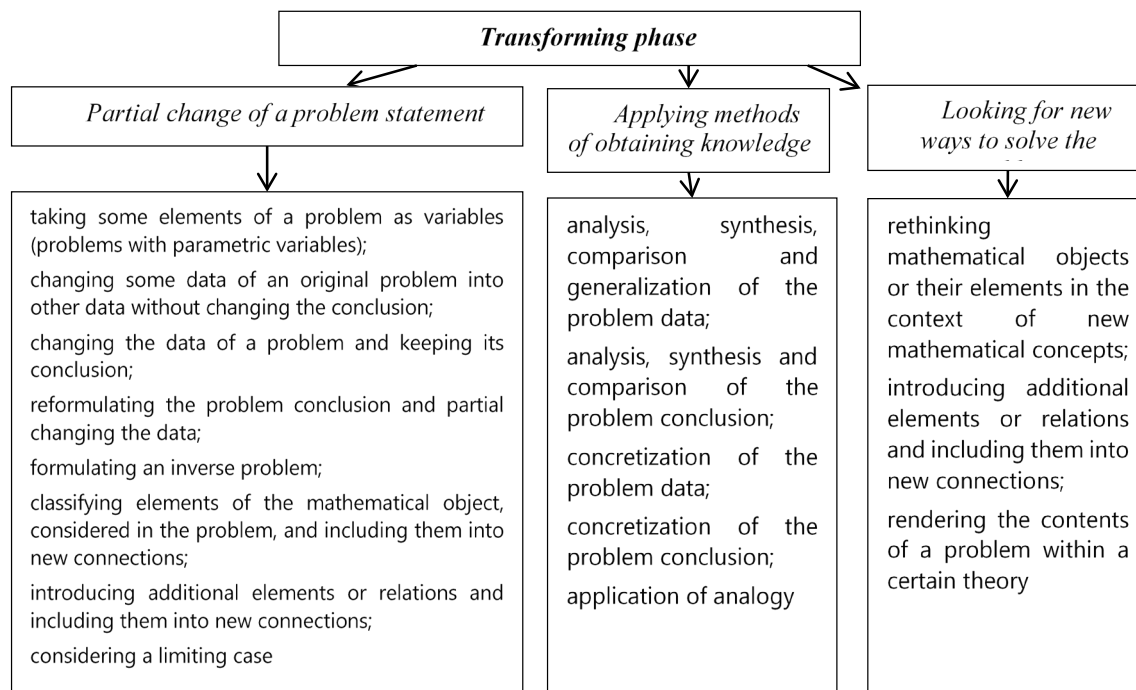 Transforming phase
Partial change of a problem statement
taking some elements of a problem as variables
(problems with parametric variables);
changing some data of an original problem into
other data without changing the conclusion;
changing the data of a problem and keeping its
conclusion;
reformulating the problem conclusion and partial
changing the data;
formulating an inverse problem;
classifying elements of the mathematical object,
considered in the problem, and including them into
new connections;
introducing additional elements or relations and
including them into new connections;
considering a limiting case
Applying methods
of obtaining knowledge
analysis, synthesis,
comparison and
generalization of the
problem data;
analysis, synthesis and
comparison of the
problem conclusion;
concretization of the
problem data;
concretization of the
problem conclusion;
application of analogy
Looking for new
ways to solve the
rethinking
mathematical objects
or their elements in the
context of new
mathematical concepts;
introducing additional
elements or relations
and including them into
new connections;
rendering the contents
of a problem within a
certain theory